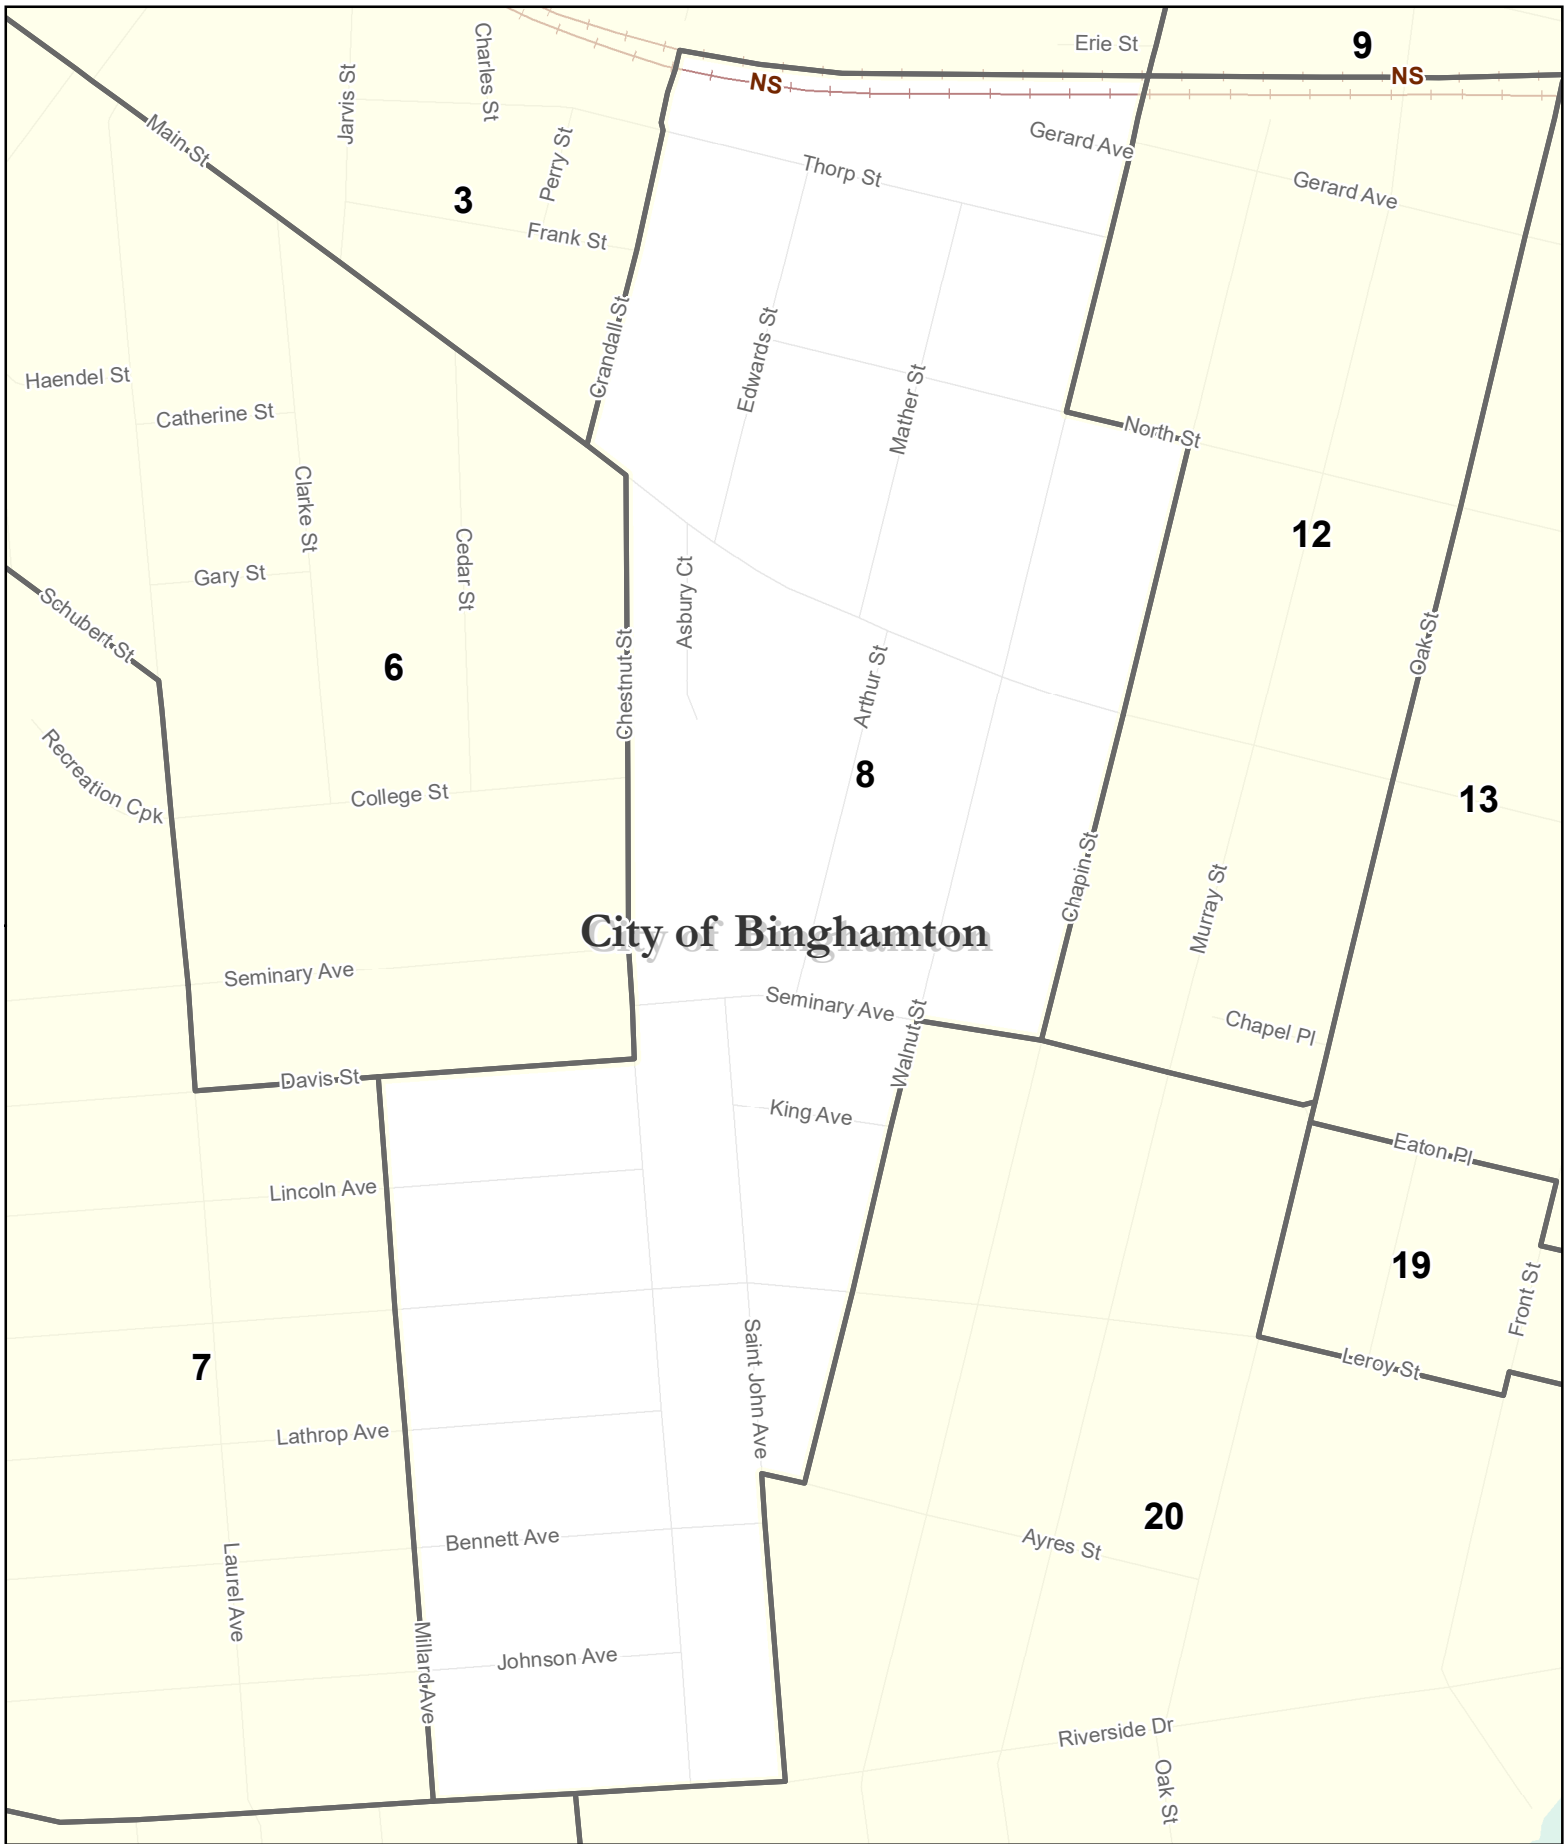 Erie St
9
NS
NS
Charles St
Jarvis St
Main St
Gerard Ave
Perry St
3
Thorp St
Gerard Ave
Frank St
Crandall St
Edwards St
Mather St
Haendel St
Catherine St
North St
Clarke St
12
Cedar St
Gary St
Asbury Ct
Schubert St
Oak St
6
Chestnut St
Arthur St
Recreation Cpk
8
College St
13
Chapin St
Murray St
City of Binghamton
Seminary Ave
Seminary Ave
Walnut St
Chapel Pl
Davis St
King Ave
Eaton Pl
Lincoln Ave
19
Front St
Saint John Ave
7
Leroy St
Lathrop Ave
20
Bennett Ave
Ayres St
Laurel Ave
Millard Ave
Johnson Ave
Riverside Dr
Oak St